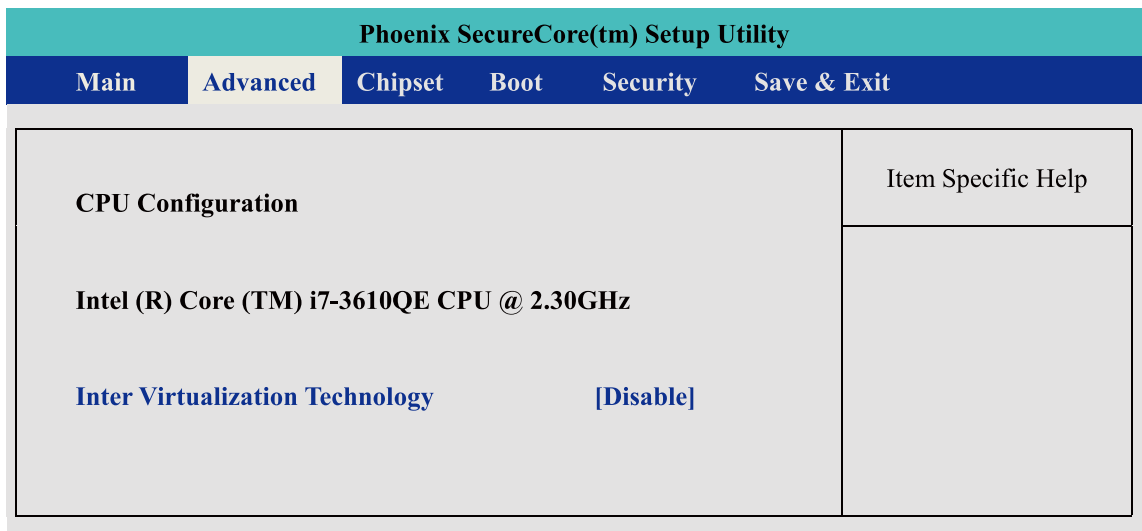 Phoenix SecureCore(tm) Setup Utility
Main Advanced Chipset Boot Security Save & Exit
Item Specific Help
CPU Configuration
Intel (R) Core (TM) i7-3610QE CPU @ 2.30GHz
Inter Virtualization Technology [Disable]